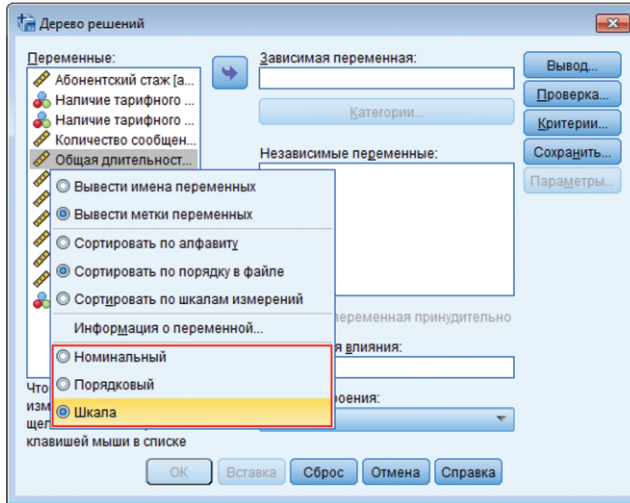 Дерево решений
Переменные:
Абонентский стаж [а...
Наличие тарифного ...
Наличие тарифного ...
Количество сообщен...
Общая длительност...
Вывести имена переменных
Вывести метки переменных
Сортировать по алфавиту
Сортировать по порядку в файле
Сортировать по шкалам измерений
Информация о переменной...
Номинальный
Порядковый
Шкала
Что
изм
щел
клавишей мыши в списке
Зависимая переменная:
Категории...
Независимые переменные:
переменная принудительно
я влияния:
роения:
Вывод...
Проверка...
Критерии...
Сохранить...
Параметры...
ОК
Вставка
Сброс
Отмена
Справка